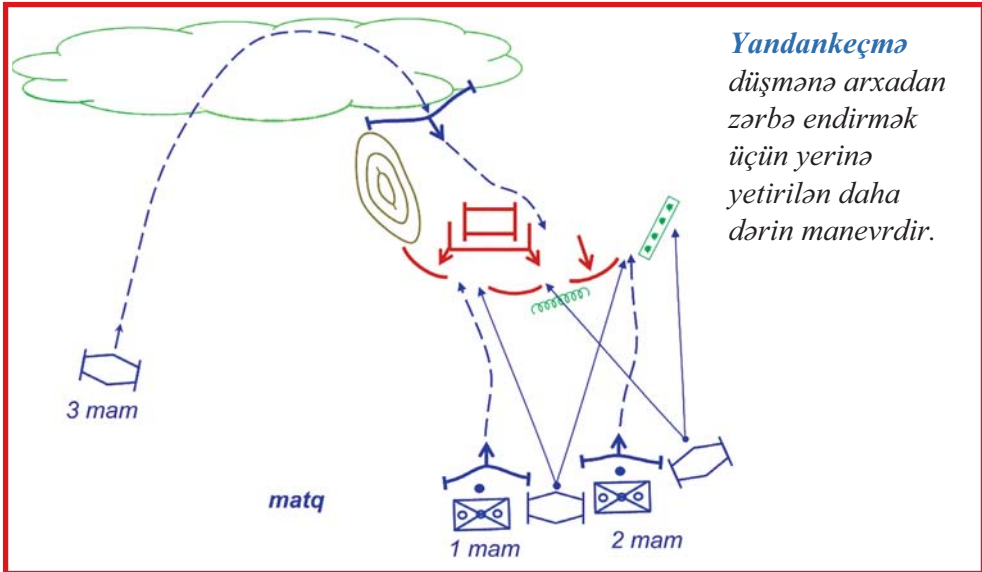 Yandankeçmə
düşmənə arxadan
zərbə endirmək
üçün yerinə
yetirilən daha
dərin manevrdir.
3 mam
matq
1 mam
2 mam